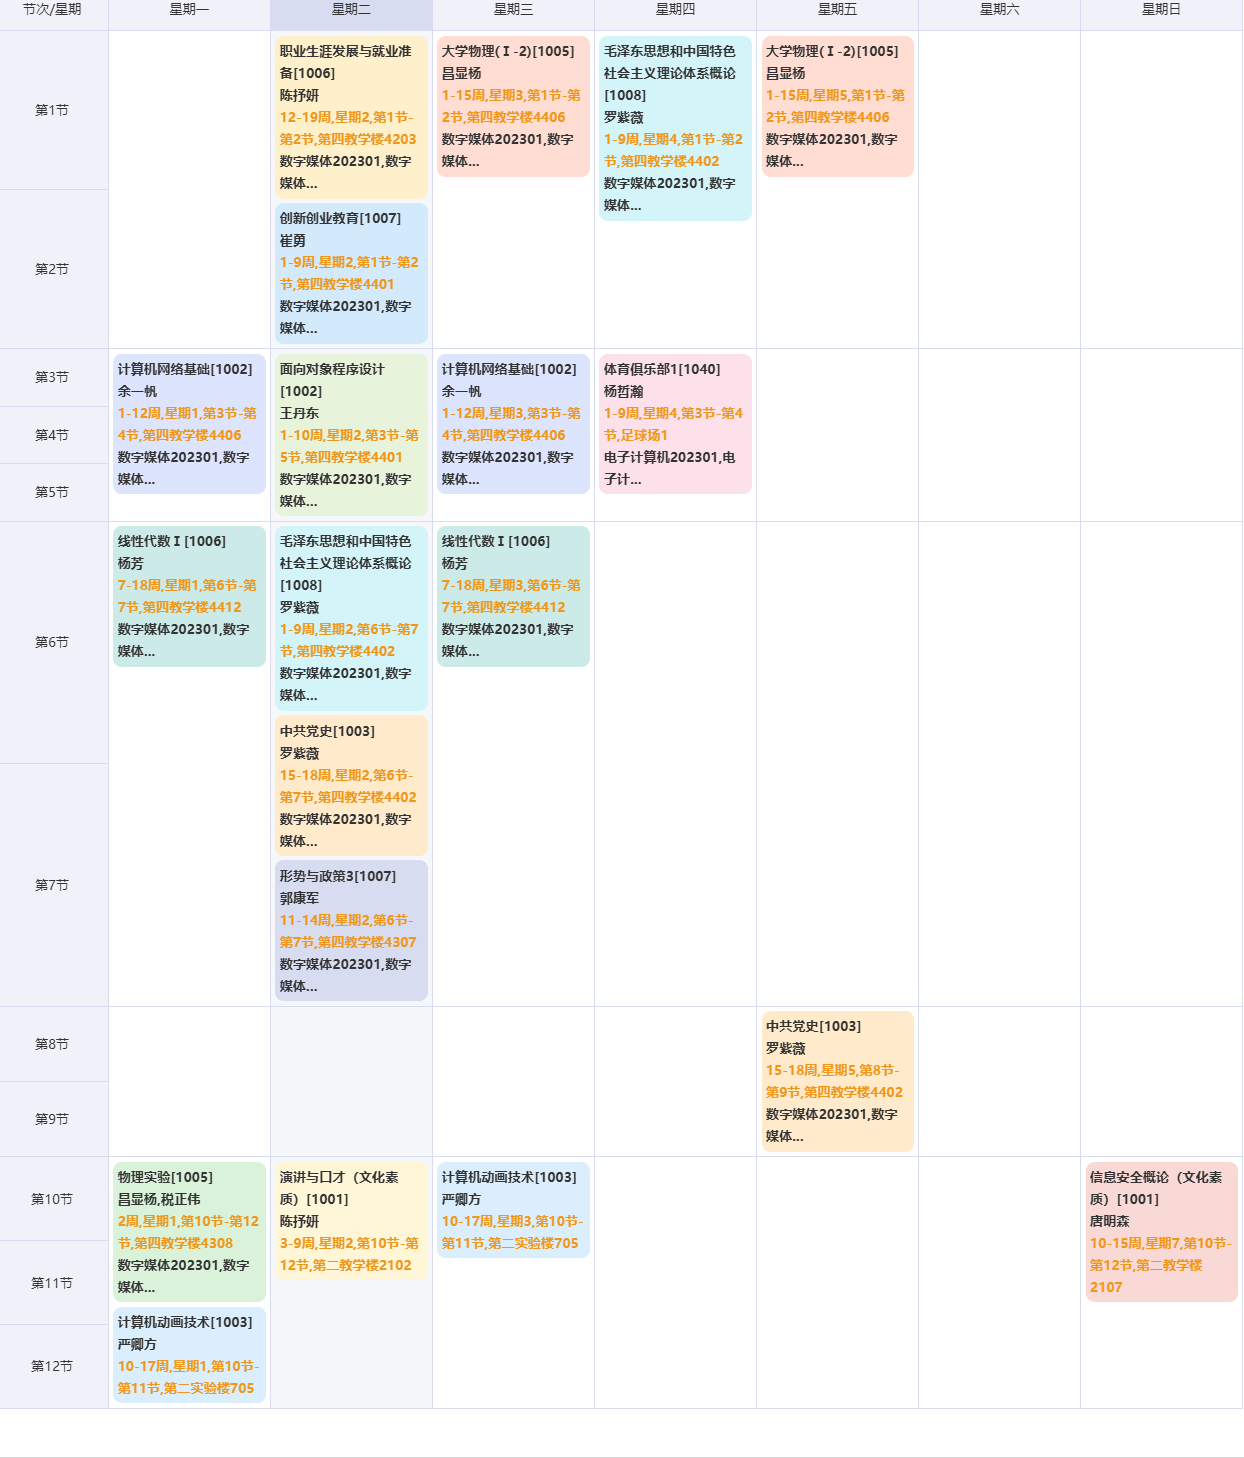 节次/星期
星期一
星期二
星期三
星期四
星期五
星期六
星期日
第1节
职业生涯发展与就业准
备[1006]
陈抒妍
12-19周,星期2,第1节-
第2节,第四教学楼4203
数字媒体202301,数字
媒体...
大学物理(Ⅰ-2)[1005]
昌显杨
1-15周,星期3,第1节-第
2节,第四教学楼4406
数字媒体202301,数字
媒体...
毛泽东思想和中国特色
社会主义理论体系概论
[1008]
罗紫薇
1-9周,星期4,第1节-第2
节,第四教学楼4402
数字媒体202301,数字
媒体...
大学物理(Ⅰ-2)[1005]
昌显杨
1-15周,星期5,第1节-第
2节,第四教学楼4406
数字媒体202301,数字
媒体...
第2节
创新创业教育[1007]
崔勇
1-9周,星期2,第1节-第2
节,第四教学楼4401
数字媒体202301,数字
媒体...
第3节
第4节
第5节
计算机网络基础[1002]
余一帆
1-12周,星期1,第3节-第
4节,第四教学楼4406
数字媒体202301,数字
媒体...
面向对象程序设计
[1002]
王丹东
1-10周,星期2,第3节-第
5节,第四教学楼4401
数字媒体202301,数字
媒体...
计算机网络基础[1002]
余一帆
1-12周,星期3,第3节-第
4节,第四教学楼4406
数字媒体202301,数字
媒体...
体育俱乐部1[1040]
杨哲瀚
1-9周,星期4,第3节-第4
节,足球场1
电子计算机202301,电
子计...
第6节
线性代数Ⅰ[1006]
杨芳
7-18周,星期1,第6节-第
7节,第四教学楼4412
数字媒体202301,数字
媒体...
毛泽东思想和中国特色
社会主义理论体系概论
[1008]
罗紫薇
1-9周,星期2,第6节-第7
节,第四教学楼4402
数字媒体202301,数字
媒体...
线性代数Ⅰ[1006]
杨芳
7-18周,星期3,第6节-第
7节,第四教学楼4412
数字媒体202301,数字
媒体...
中共党史[1003]
罗紫薇
15-18周,星期2,第6节-
第7节,第四教学楼4402
数字媒体202301,数字
媒体...
第7节
形势与政策3[1007]
郭康军
11-14周,星期2,第6节-
第7节,第四教学楼4307
数字媒体202301,数字
媒体...
第8节
第9节
中共党史[1003]
罗紫薇
15-18周,星期5,第8节-
第9节,第四教学楼4402
数字媒体202301,数字
媒体...
第10节
第11节
第12节
物理实验[1005]
昌显杨,税正伟
2周,星期1,第10节-第12
节,第四教学楼4308
数字媒体202301,数字
媒体...
计算机动画技术[1003]
严卿方
10-17周,星期1,第10节-
第11节,第二实验楼705
演讲与口才（文化素
质）[1001]
陈抒妍
3-9周,星期2,第10节-第
12节,第二教学楼2102
计算机动画技术[1003]
严卿方
10-17周,星期3,第10节-
第11节,第二实验楼705
信息安全概论（文化素
质）[1001]
唐明森
10-15周,星期7,第10节-
第12节,第二教学楼
2107